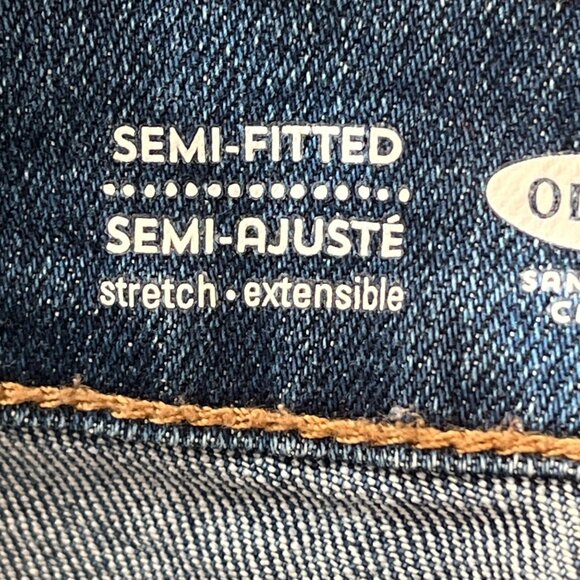 SEMI-FITTED
SEMI-AJUSTÉ
stretch • extensible